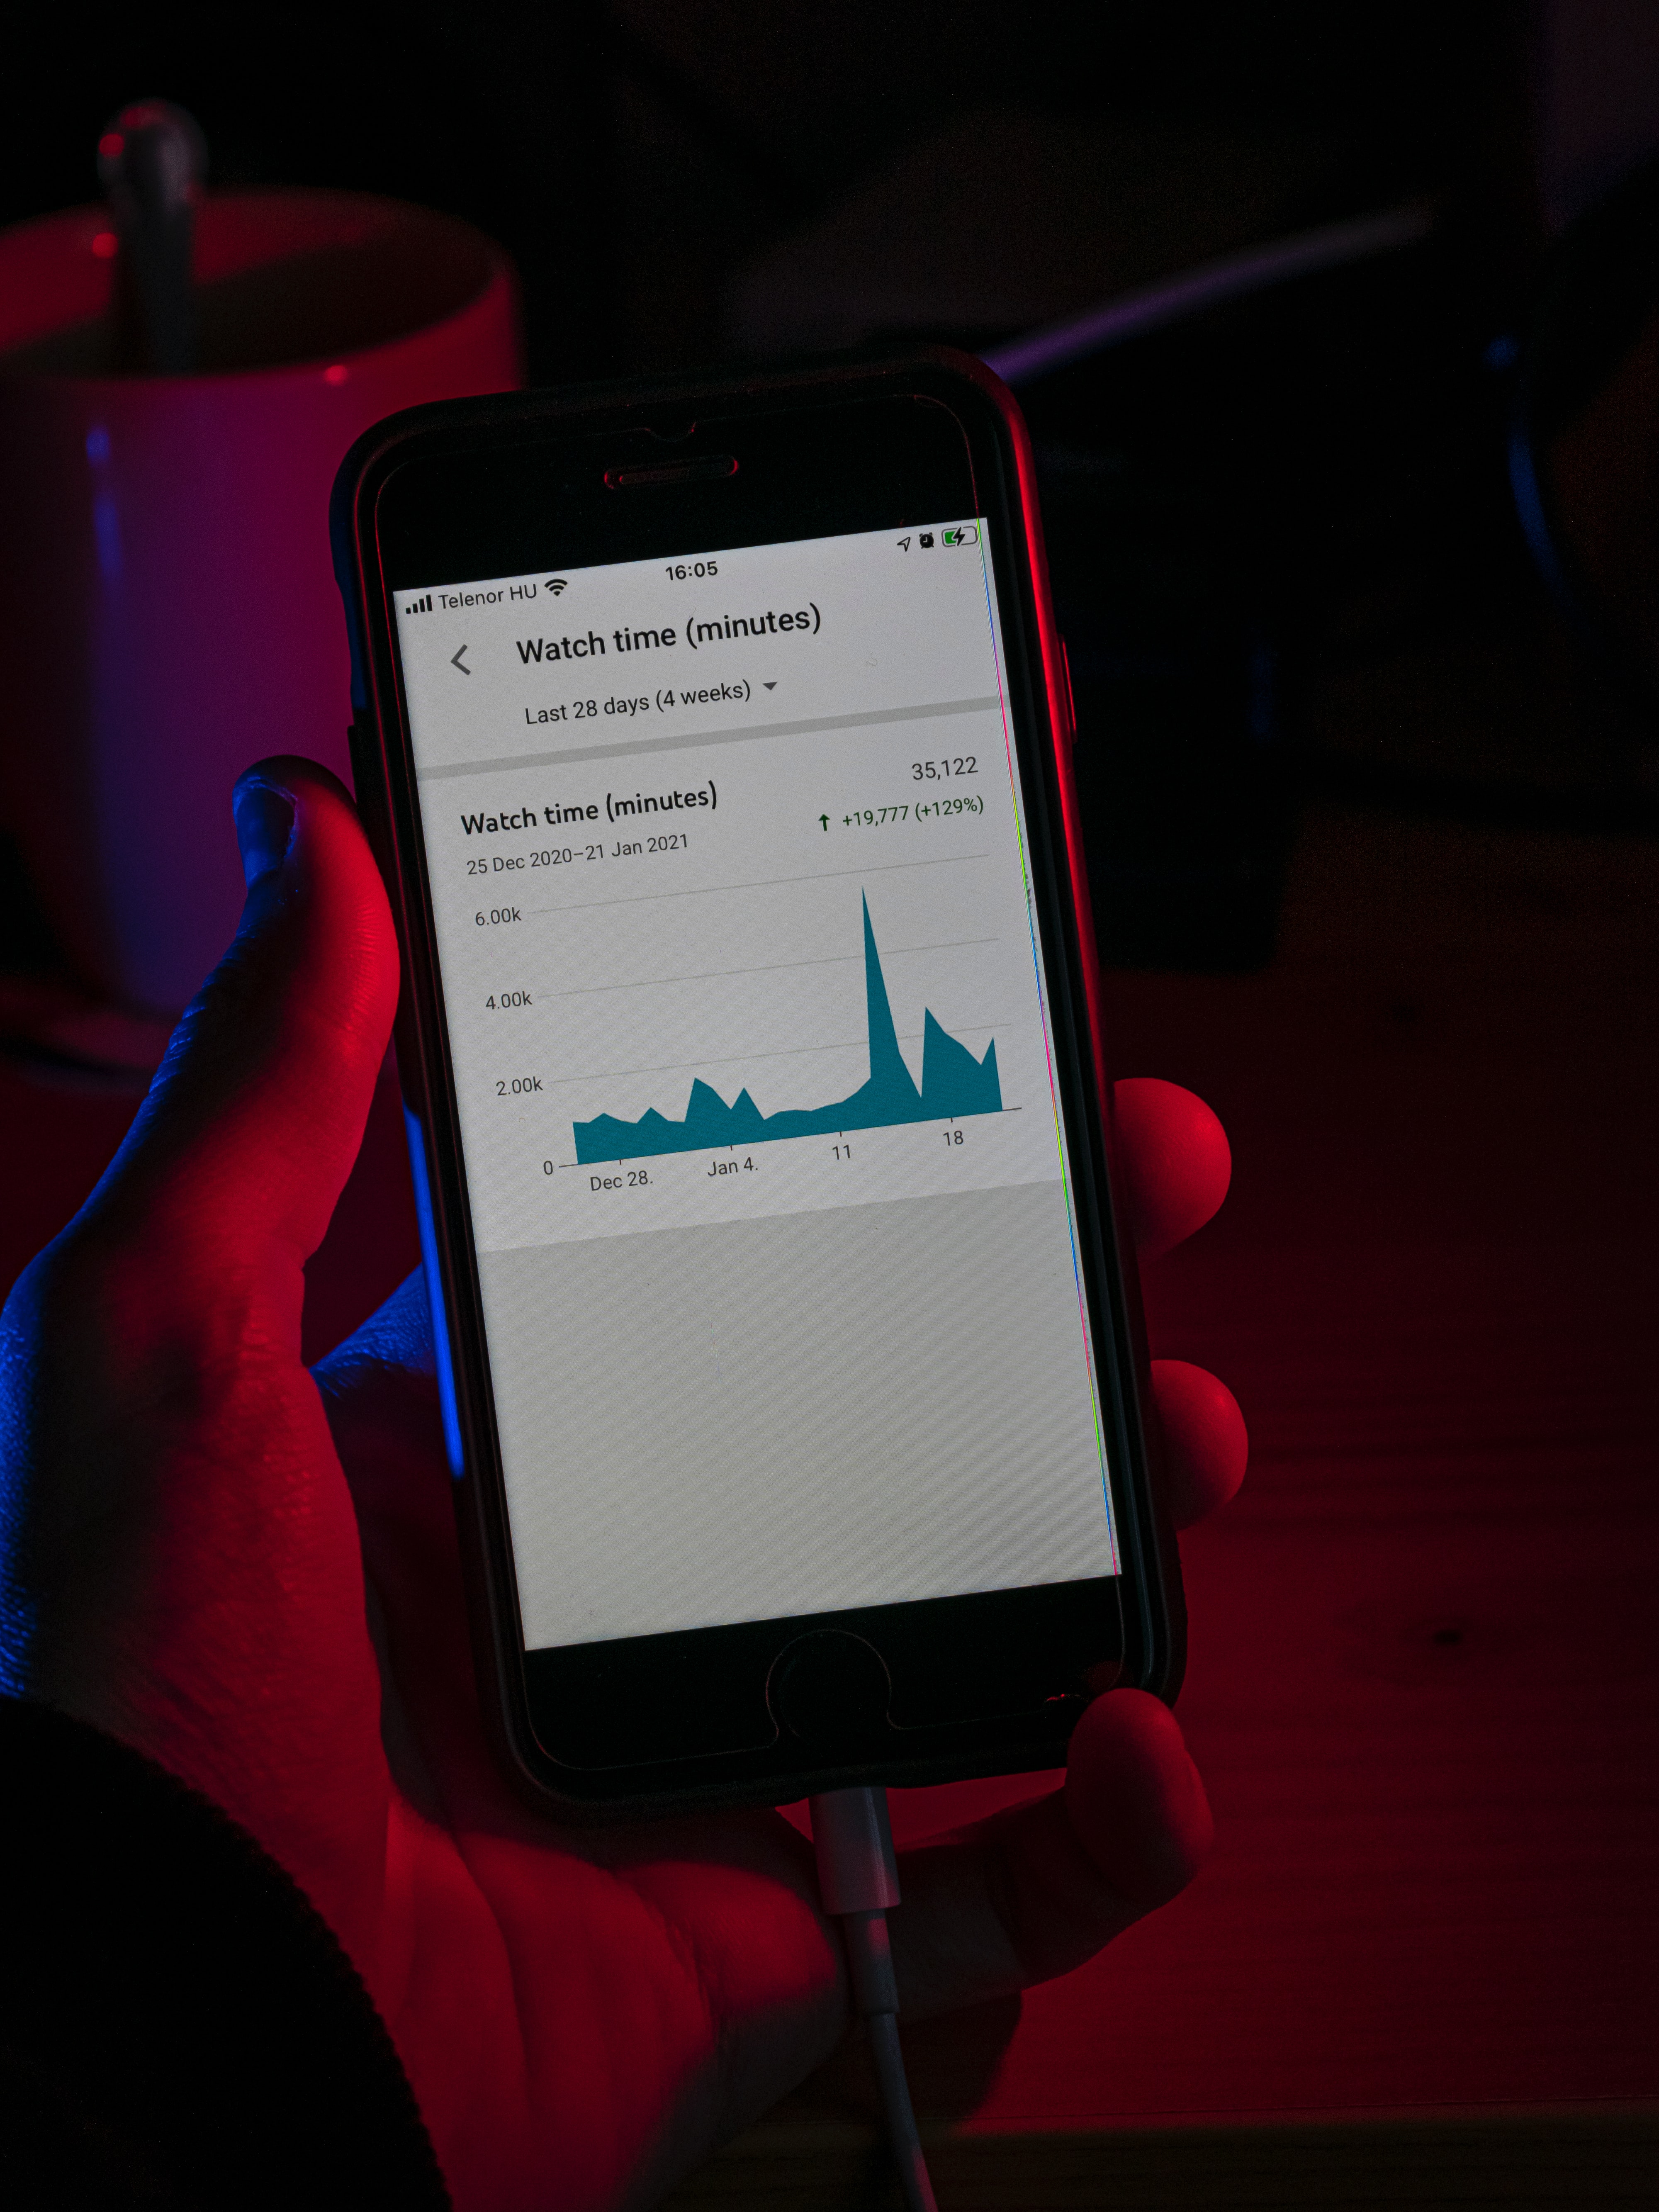 Telenor HU 16:05
Watch time (minutes)
Last 28 days (4 weeks)
Watch time (minutes) 35,122
25 Dec 2020–21 Jan 2021 +19,777 (+129%)
6.00k
4.00k
2.00k
0
Dec 28. Jan 4. 11 18